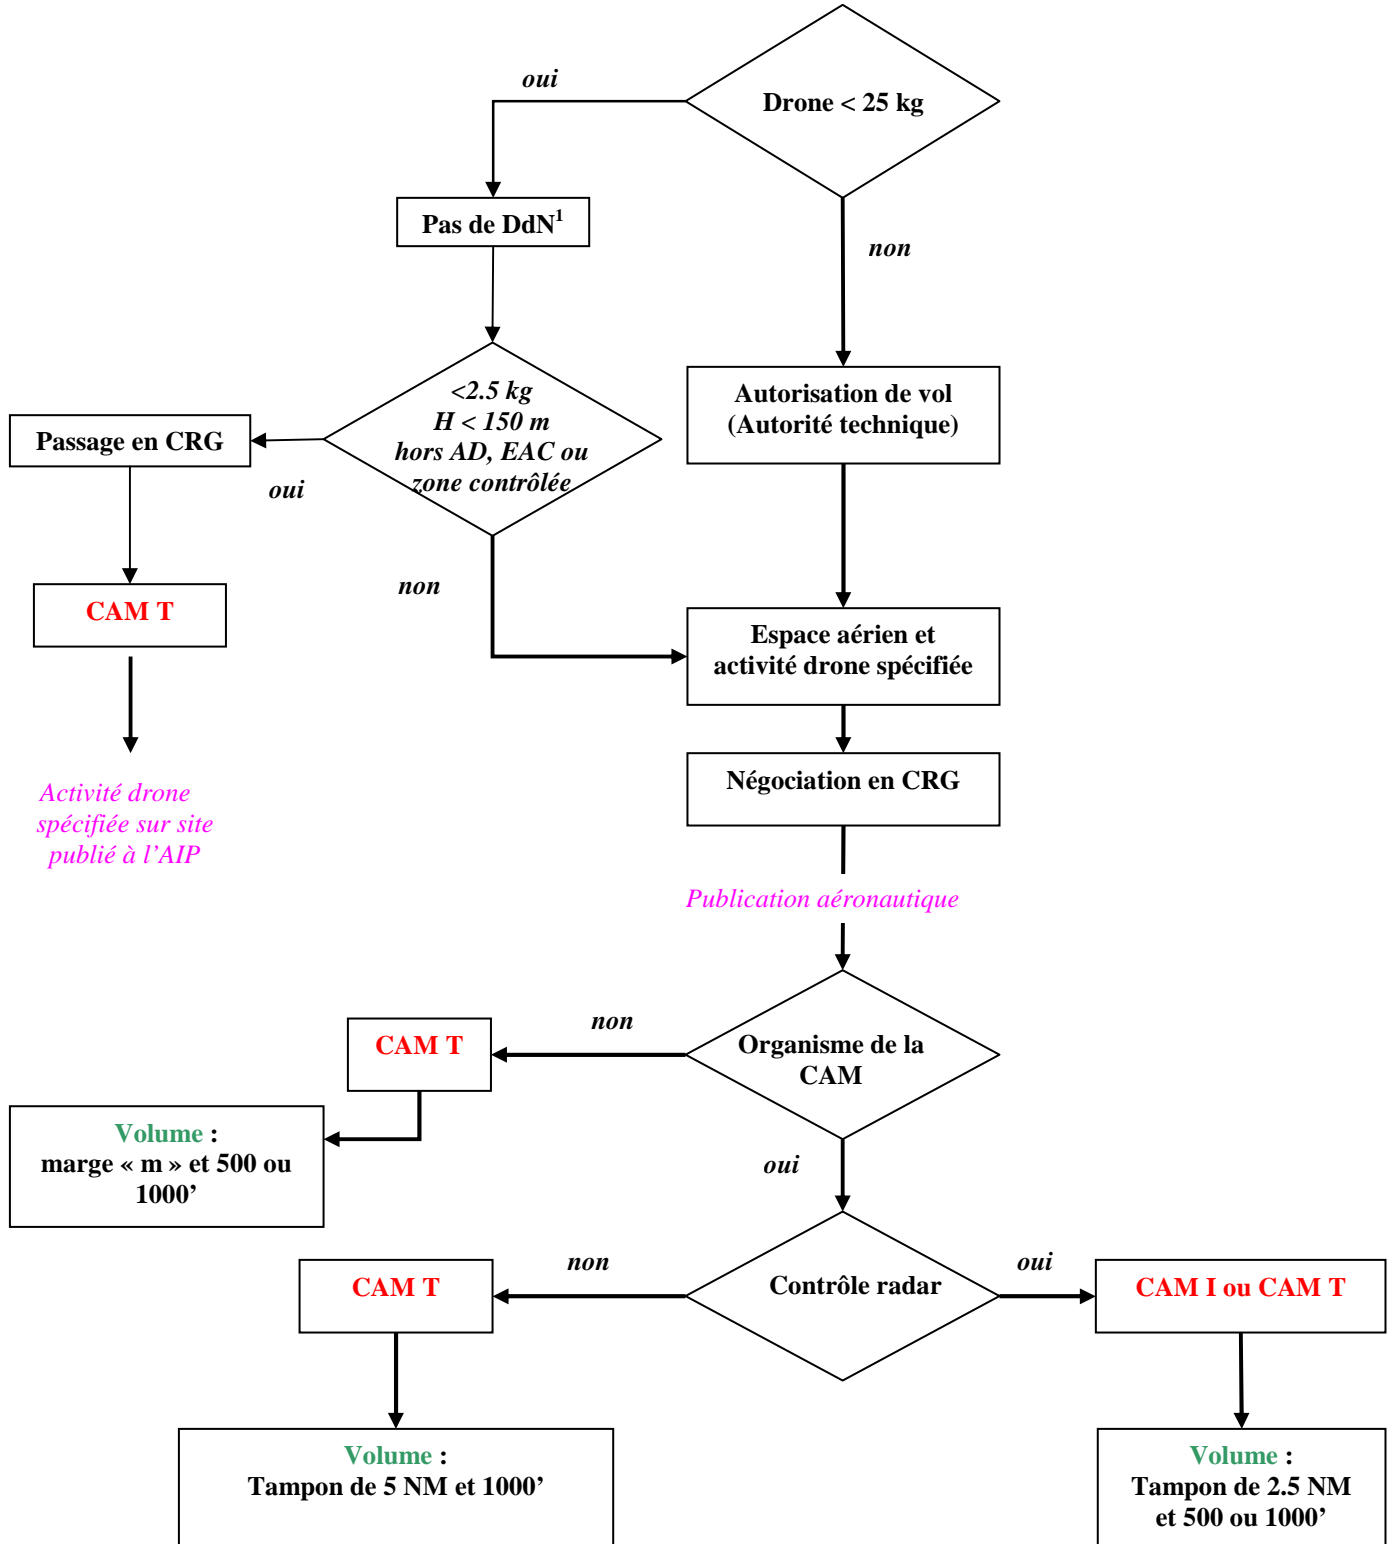 oui
Drone < 25 kg
Pas de DdN¹
non
<2.5 kg
H < 150 m
hors AD, EAC ou
zone contrôlée
Autorisation de vol
(Autorité technique)
Passage en CRG
oui
non
CAM T
Espace aérien et
activité drone spécifiée
Négociation en CRG
Activité drone
spécifiée sur site
publié à l’AIP
Publication aéronautique
non
CAM T
Organisme de la
CAM
Volume :
marge « m » et 500 ou
1000’
oui
non
oui
CAM T
Contrôle radar
CAM I ou CAM T
Volume :
Tampon de 5 NM et 1000’
Volume :
Tampon de 2.5 NM
et 500 ou 1000’